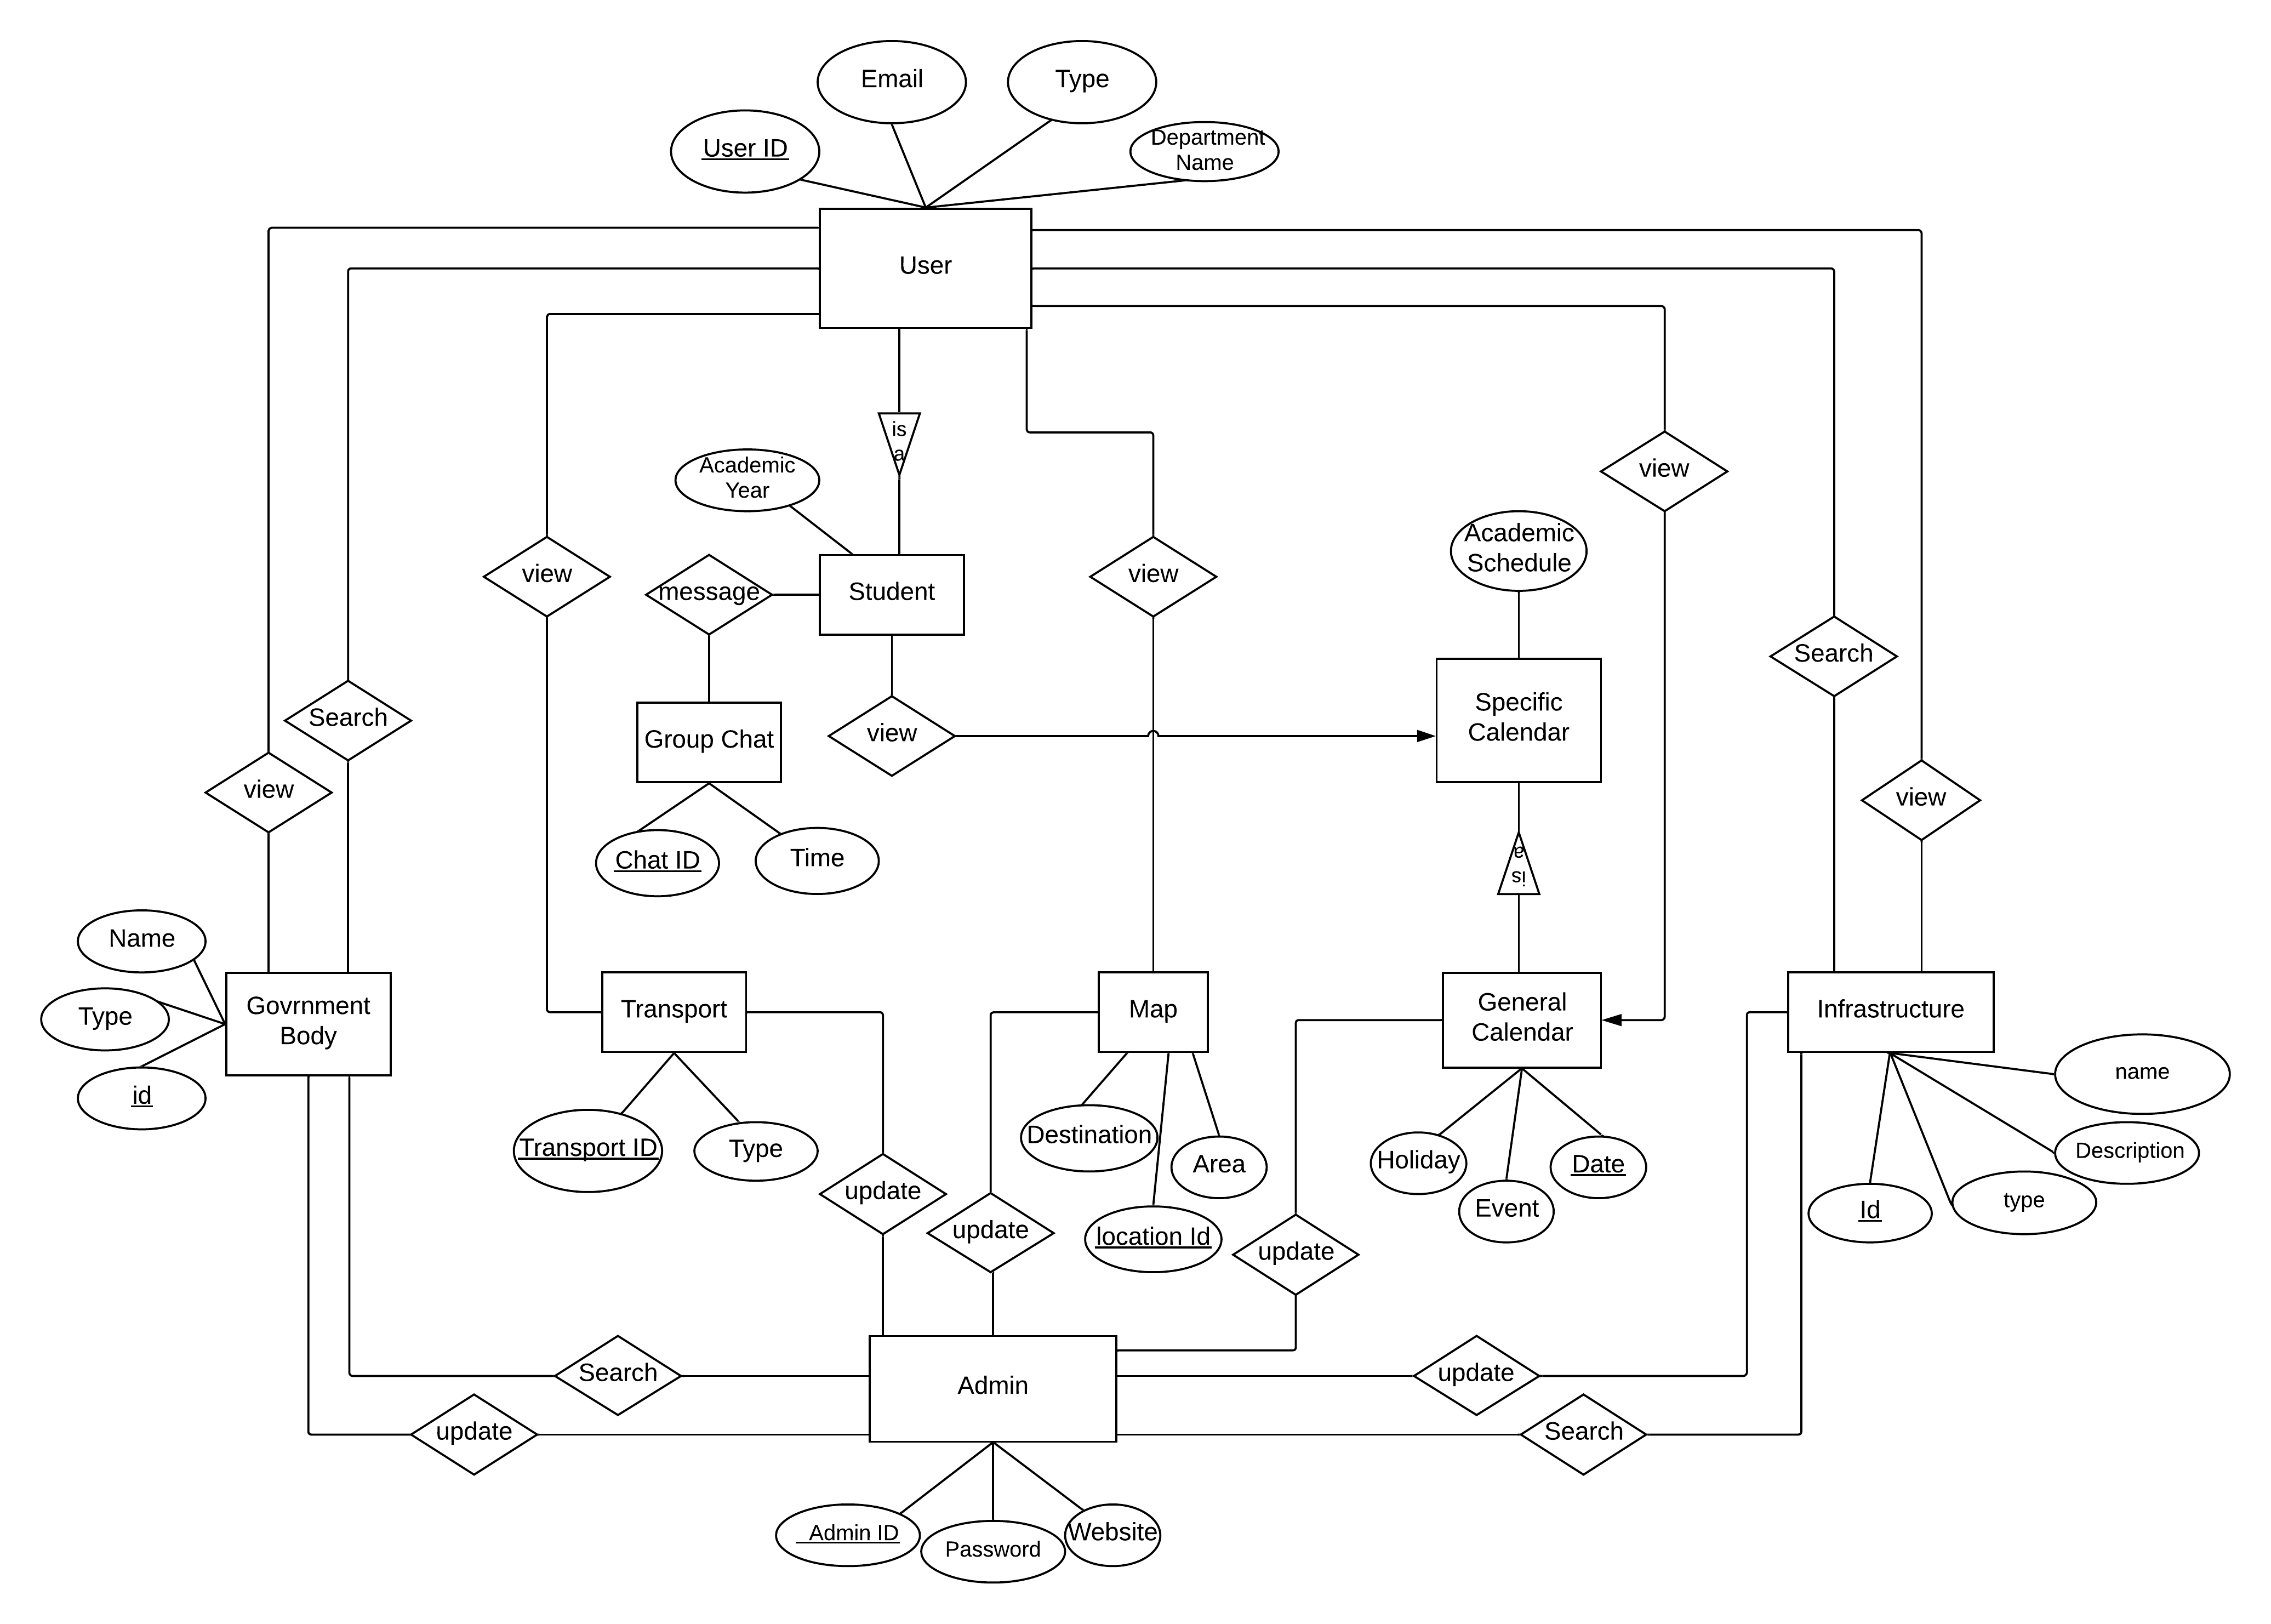 Email
Type
User ID
Department
Name
User
is
a
Academic
Year
view
Student
message
view
view
Academic
Schedule
view
Search
Search
view
Group Chat
view
Specific
Calendar
view
Chat ID
Time
a
is
Name
Type
id
Govrnment
Body
Transport
Map
General
Calendar
Infrastructure
name
Description
type
Id
Transport ID
Type
update
update
Destination
Area
location Id
Holiday
Event
Date
update
Search
update
Admin
update
Search
Admin ID
Password
Website